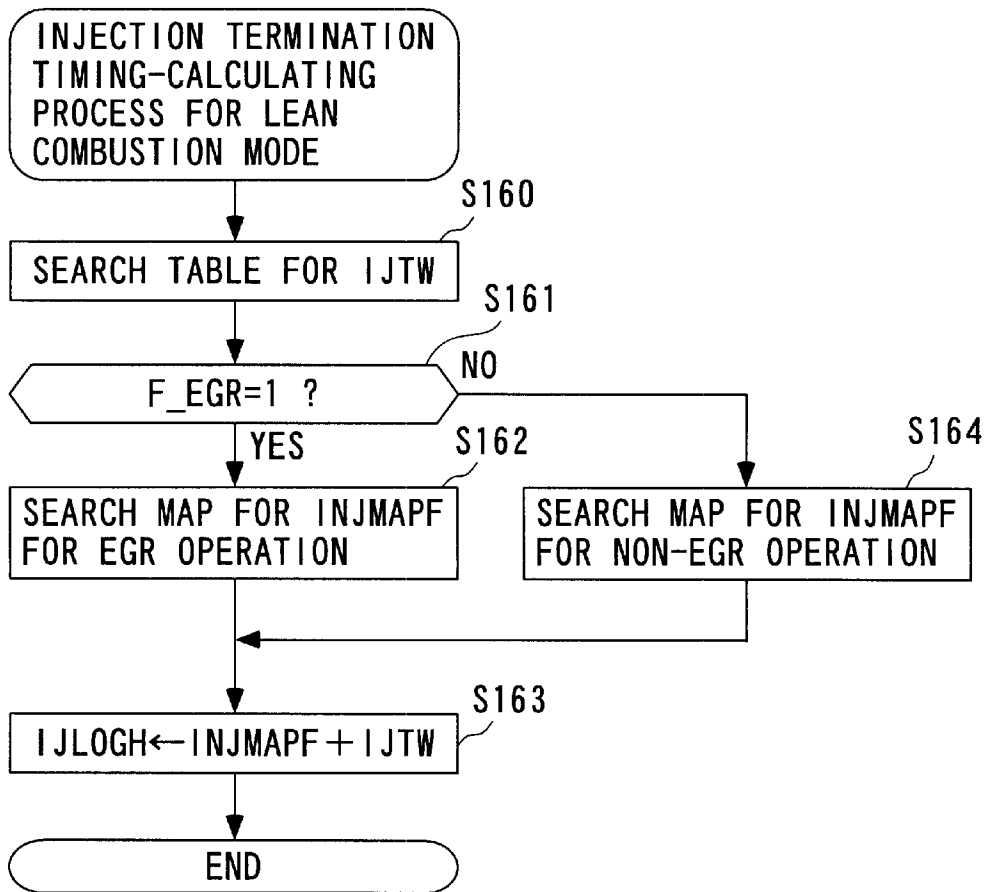 INJECTION TERMINATION
TIMING-CALCULATING
PROCESS FOR LEAN
COMBUSTION MODE
S160
SEARCH TABLE FOR IJTW
S161
F_EGR=1 ?
NO
YES
S162
SEARCH MAP FOR INJMAPF
FOR EGR OPERATION
S164
SEARCH MAP FOR INJMAPF
FOR NON-EGR OPERATION
S163
IJLOGH←INJMAPF+IJTW
END